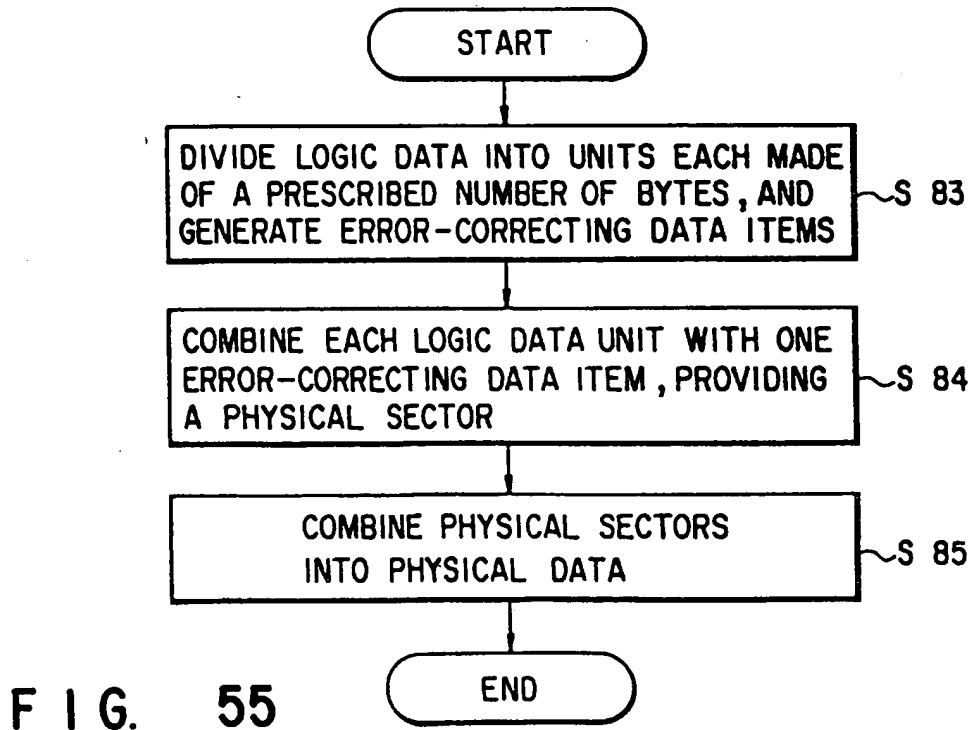 START
DIVIDE LOGIC DATA INTO UNITS EACH MADE
OF A PRESCRIBED NUMBER OF BYTES, AND
GENERATE ERROR-CORRECTING DATA ITEMS
S 83
COMBINE EACH LOGIC DATA UNIT WITH ONE
ERROR-CORRECTING DATA ITEM, PROVIDING
A PHYSICAL SECTOR
S 84
COMBINE PHYSICAL SECTORS
INTO PHYSICAL DATA
S 85
END
FIG. 55